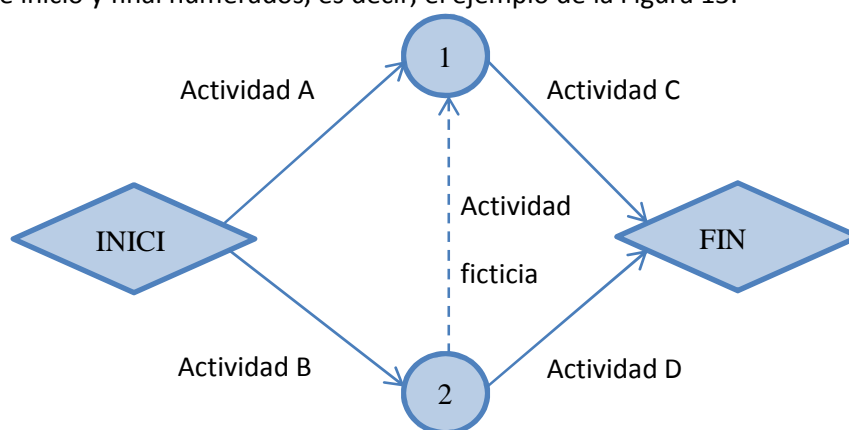 e inicio y final numerados, es decir, el ejemplo de la Figura 13.
1
Actividad A
Actividad C
Actividad
INICI
FIN
ficticia
Actividad B
Actividad D
2